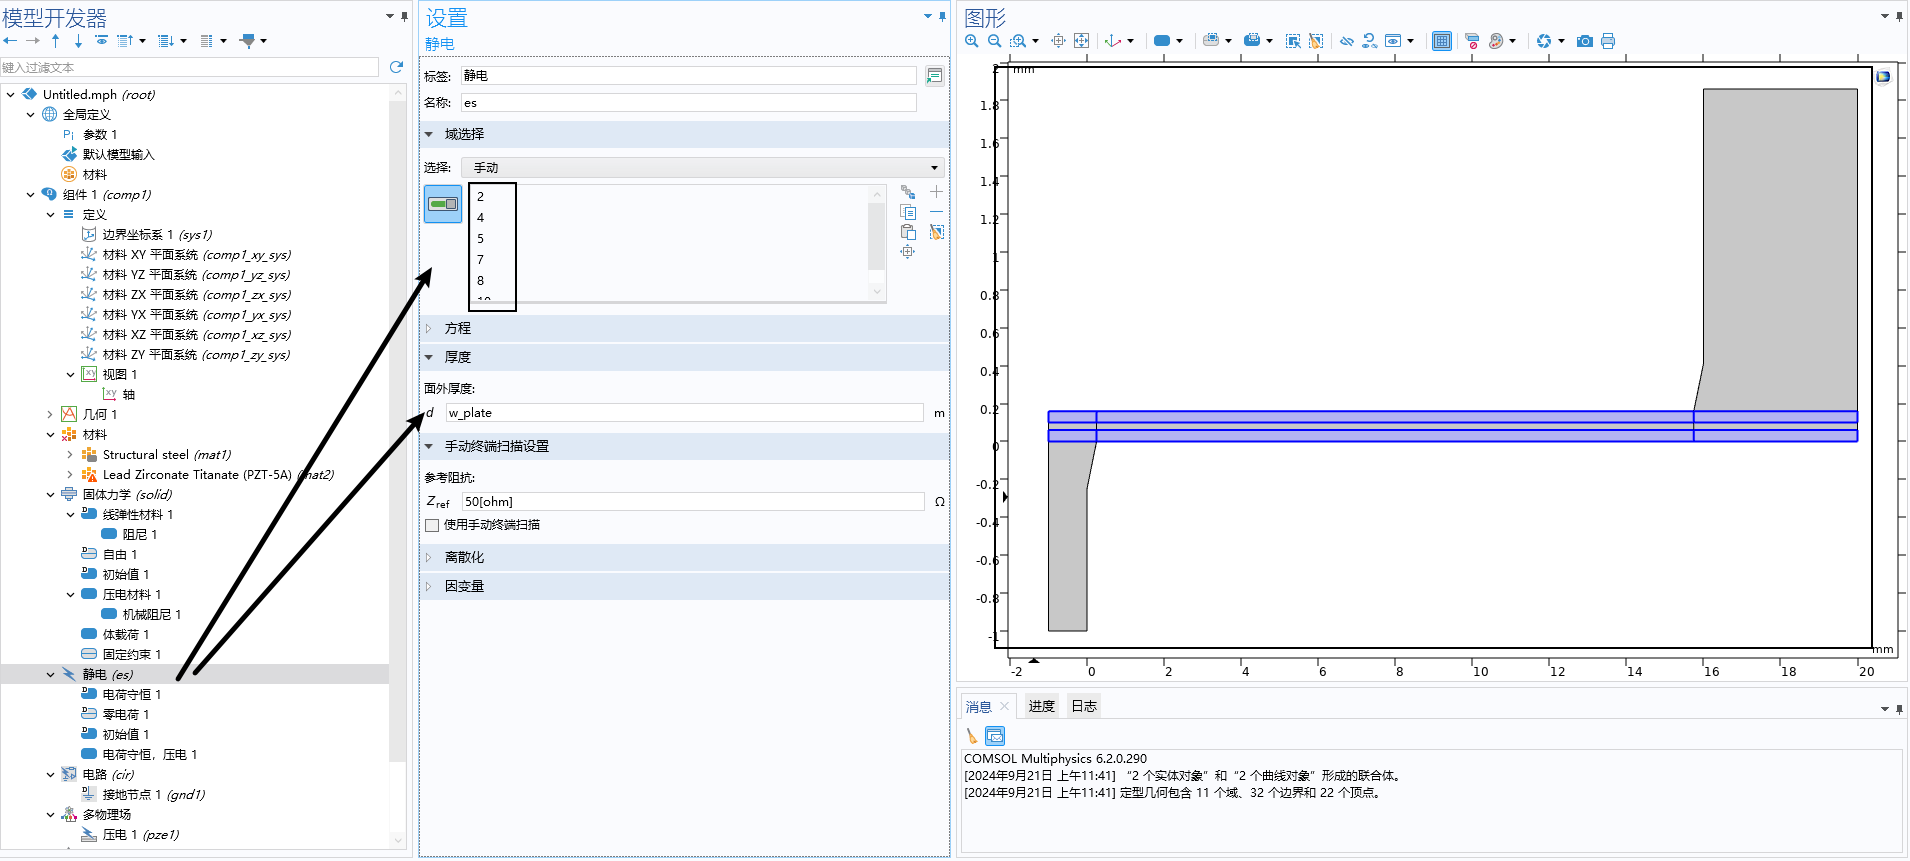 模型开发器
键入过滤文本
Untitled.mph (root)
全局定义
Pi 参数 1
默认模型输入
材料
组件 1 (comp1)
定义
边界坐标系 1 (sys1)
材料 XY 平面系统 (comp1_xy_sys)
材料 YZ 平面系统 (comp1_yz_sys)
材料 ZX 平面系统 (comp1_zx_sys)
材料 YX 平面系统 (comp1_yx_sys)
材料 XZ 平面系统 (comp1_xz_sys)
材料 ZY 平面系统 (comp1_zy_sys)
视图 1
轴
几何 1
材料
Structural steel (mat1)
Lead Zirconate Titanate (PZT-5A) (mat2)
固体力学 (solid)
线弹性材料 1
阻尼 1
自由 1
初始值 1
压电材料 1
机械阻尼 1
体载荷 1
固定约束 1
静电 (es)
电荷守恒 1
零电荷 1
初始值 1
电荷守恒，压电 1
电路 (cir)
接地节点 1 (gnd1)
多物理场
压电 1 (pze1)
设置
静电
标签: 静电
名称: es
域选择
选择: 手动
2
4
5
7
8
10
方程
厚度
面外厚度:
d w_plate m
手动终端扫描设置
参考阻抗:
Zref 50[ohm] Ω
使用手动终端扫描
离散化
因变量
图形
2 mm
1.8
1.6
1.4
1.2
1
0.8
0.6
0.4
0.2
0
-0.2
-0.4
-0.6
-0.8
-1
mm
-2 0 2 4 6 8 10 12 14 16 18 20
消息 进度 日志
COMSOL Multiphysics 6.2.0.290
[2024年9月21日 上午11:41] “2 个实体对象”和“2 个曲线对象”形成的联合体。
[2024年9月21日 上午11:41] 定型几何包含 11 个域、32 个边界和 22 个顶点。